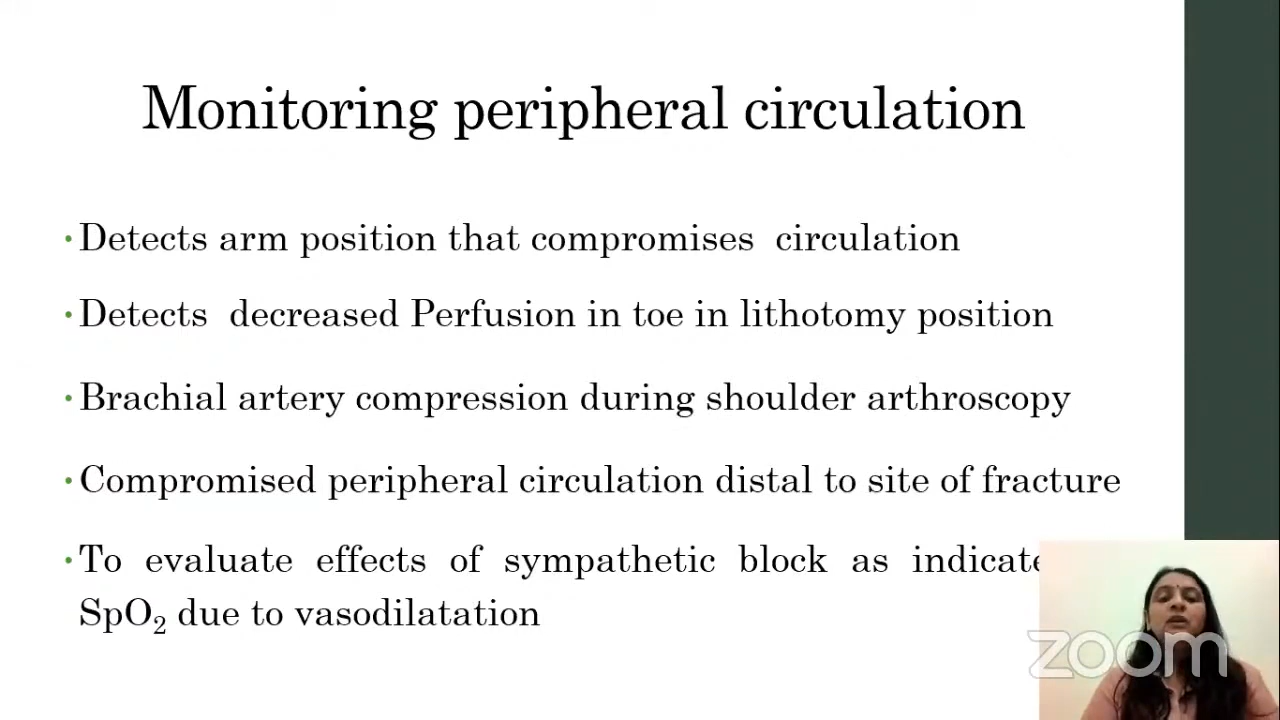 Monitoring peripheral circulation
• Detects arm position that compromises circulation
• Detects decreased Perfusion in toe in lithotomy position
• Brachial artery compression during shoulder arthroscopy
• Compromised peripheral circulation distal to site of fracture
• To evaluate effects of sympathetic block as
SpO₂ due to vasodilatation
zoom